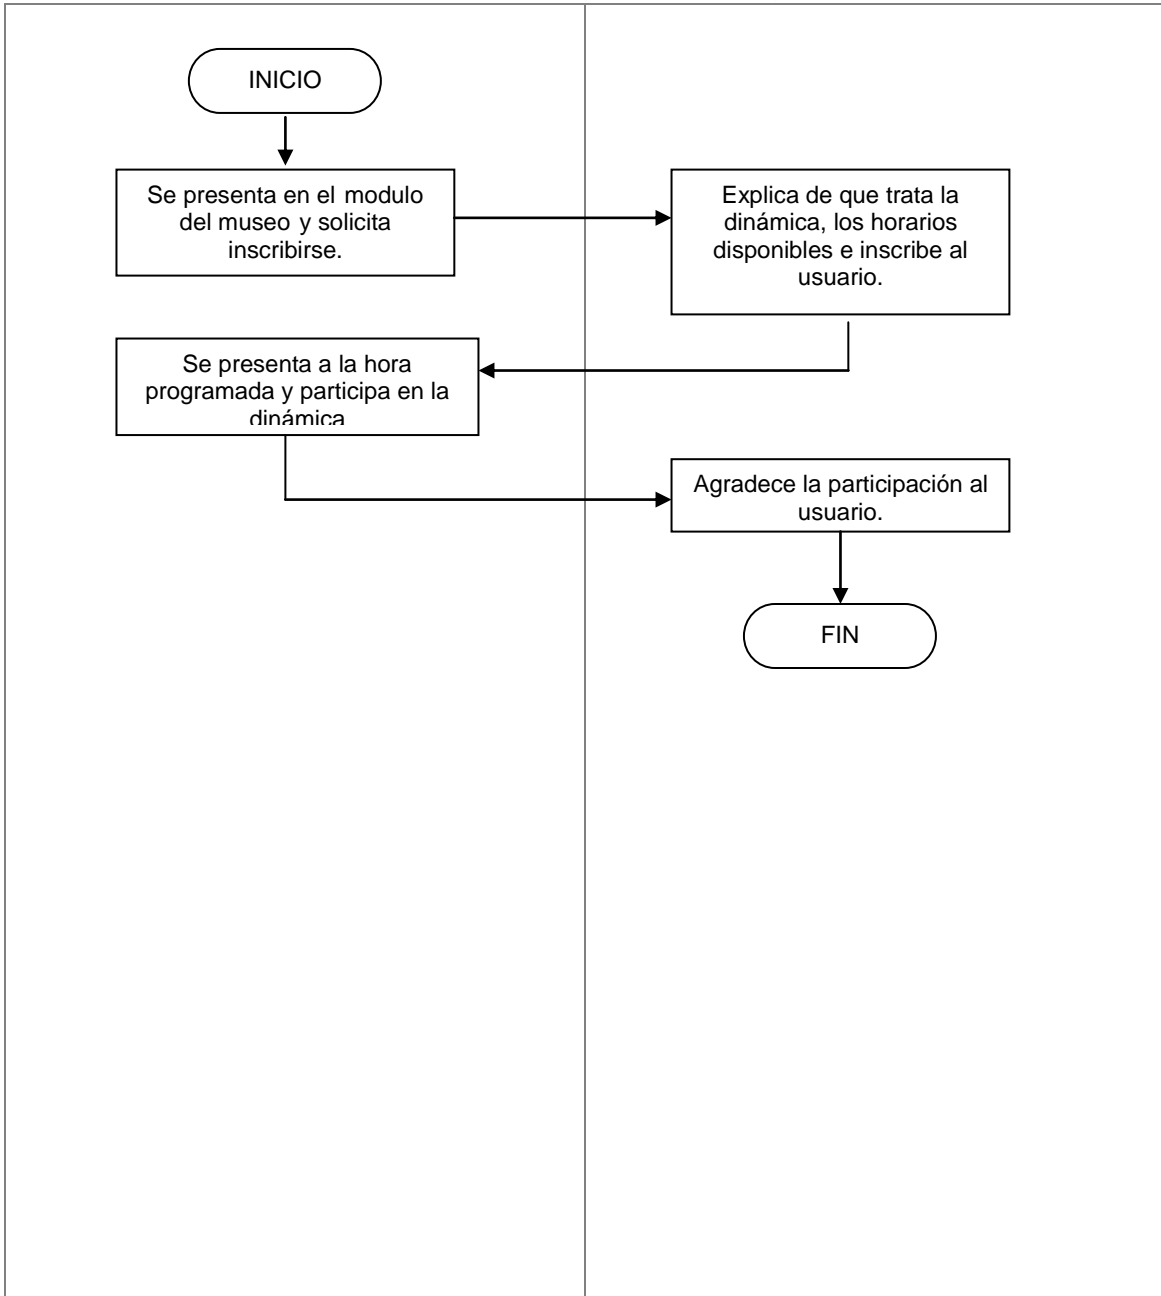 INICIO
Se presenta en el modulo
del museo y solicita
inscribirse.
Explica de que trata la
dinámica, los horarios
disponibles e inscribe al
usuario.
Se presenta a la hora
programada y participa en la
dinámica
Agradece la participación al
usuario.
FIN